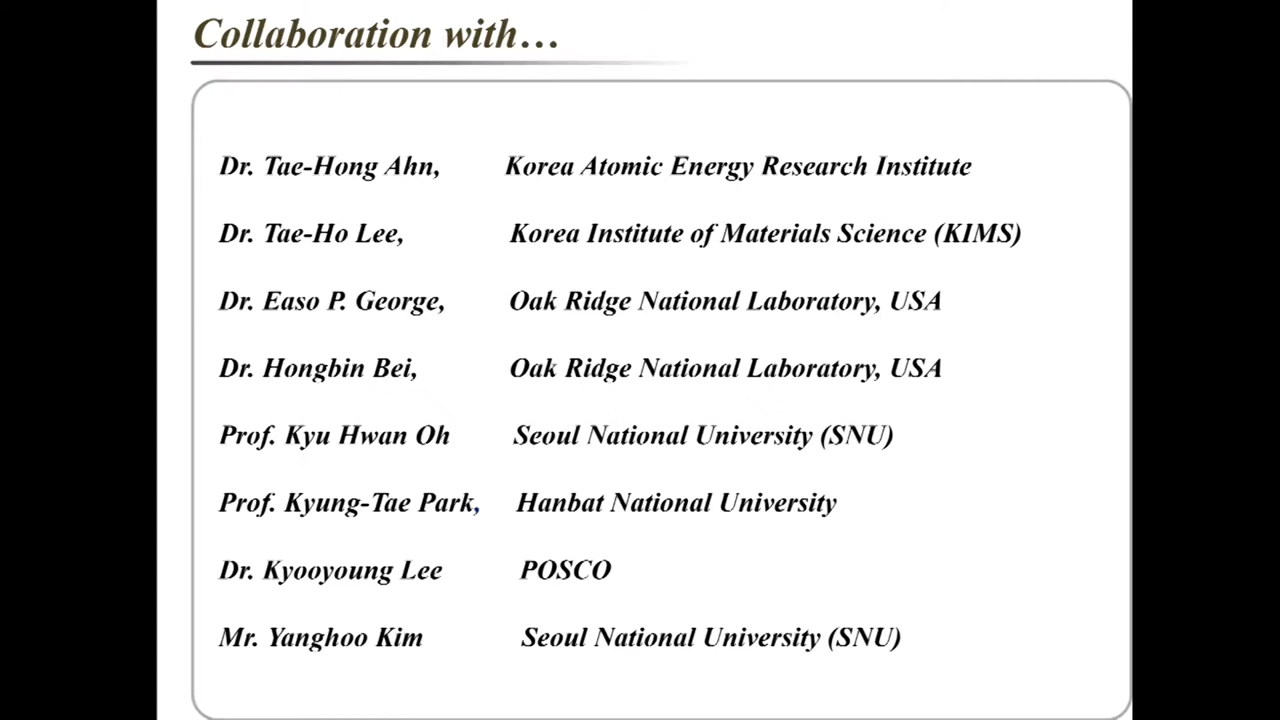 Collaboration with…
Dr. Tae-Hong Ahn, Korea Atomic Energy Research Institute
Dr. Tae-Ho Lee, Korea Institute of Materials Science (KIMS)
Dr. Easo P. George, Oak Ridge National Laboratory, USA
Dr. Hongbin Bei, Oak Ridge National Laboratory, USA
Prof. Kyu Hwan Oh Seoul National University (SNU)
Prof. Kyung-Tae Park, Hanbat National University
Dr. Kyooyoung Lee POSCO
Mr. Yanghoo Kim Seoul National University (SNU)